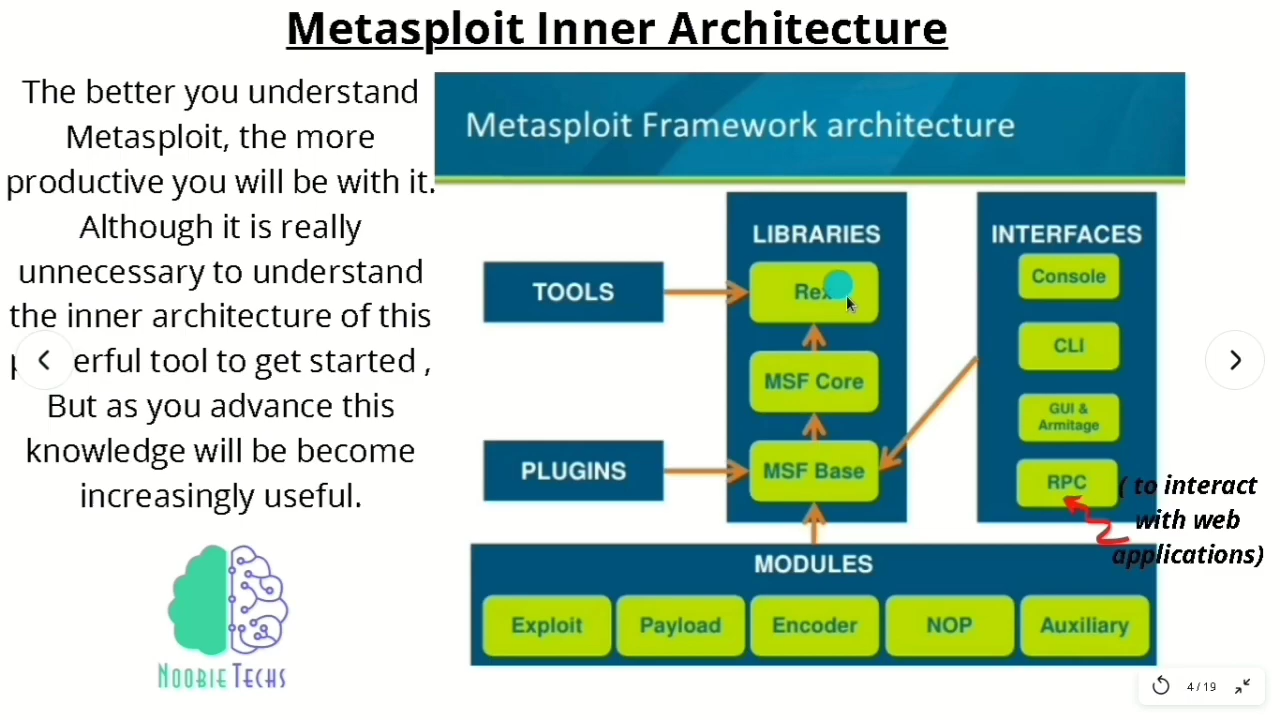 Metasploit Inner Architecture
The better you understand
Metasploit, the more
productive you will be with it.
Although it is really
unnecessary to understand
the inner architecture of this
erful tool to get started ,
But as you advance this
knowledge will be become
increasingly useful.
NOOBIE TECHS
Metasploit Framework architecture
LIBRARIES
INTERFACES
TOOLS
Rex
Console
MSF Core
CLI
GUI &
Armitage
PLUGINS
MSF Base
RPC
( to interact
with web
applications)
MODULES
Exploit
Payload
Encoder
NOP
Auxiliary
4 / 19